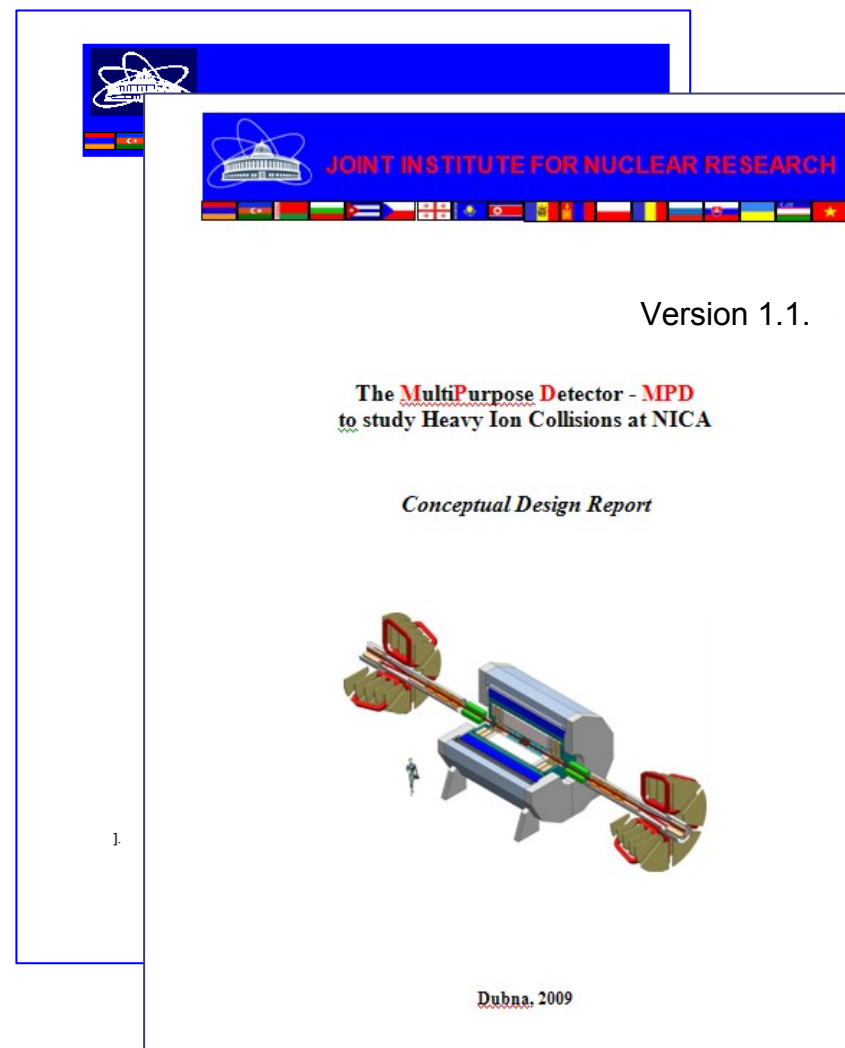 JOINT INSTITUTE FOR NUCLEAR RESEARCH
Version 1.1.
The MultiPurpose Detector - MPD
to study Heavy Ion Collisions at NICA
Conceptual Design Report
].
Dubna, 2009